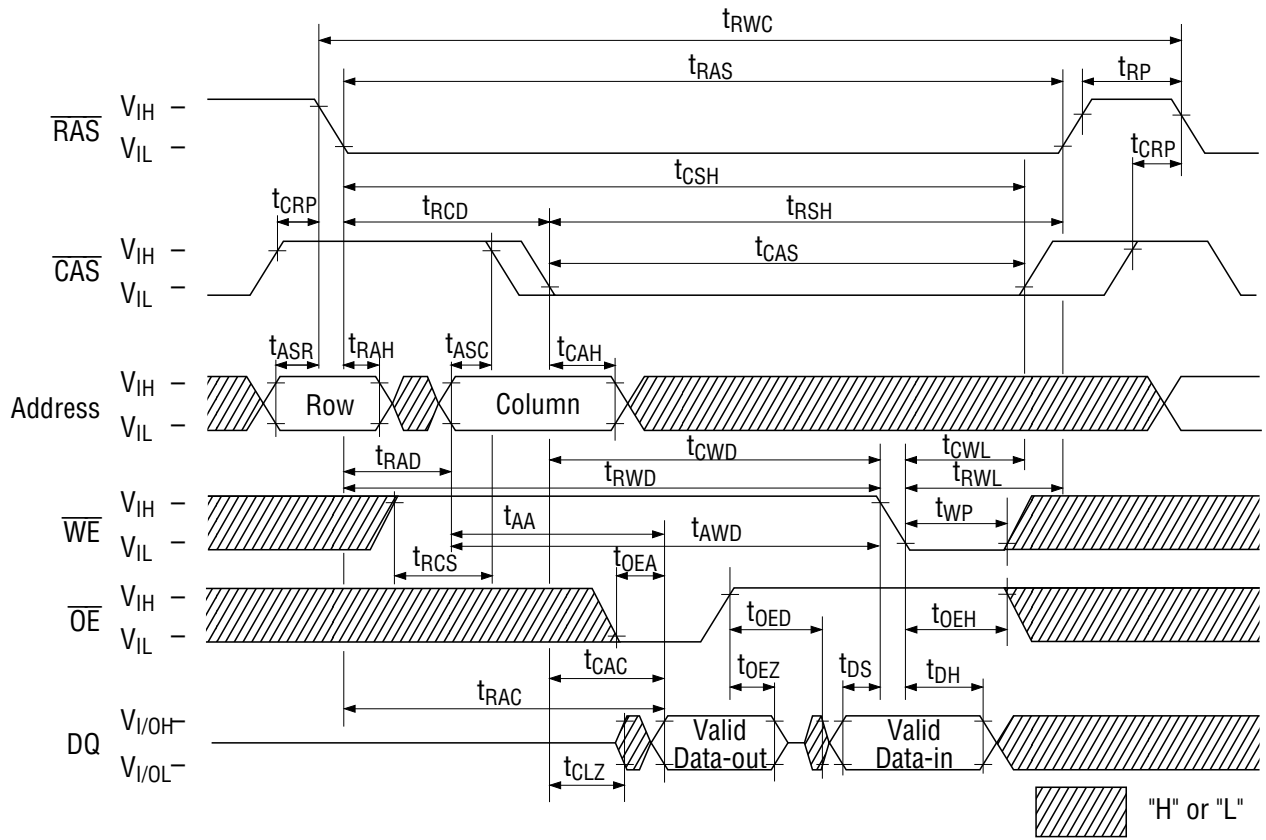 tRWC
tRAS
tRP
RAS
VIH
VIL
tCRP
tCSH
tCRP
tRCD
tRSH
CAS
VIH
VIL
tCAS
tASR
tRAH
tASC
tCAH
Address
VIH
VIL
Row
Column
tCWD
tCWL
tRAD
tRWD
tRWL
WE
VIH
VIL
tAA
tAWD
tWP
tRCS
tOEA
OE
VIH
VIL
tOED
tOEH
tCAC
tOEZ
tDS
tDH
tRAC
DQ
VI/OH
VI/OL
Valid
Data-out
Valid
Data-in
tCLZ
"H" or "L"